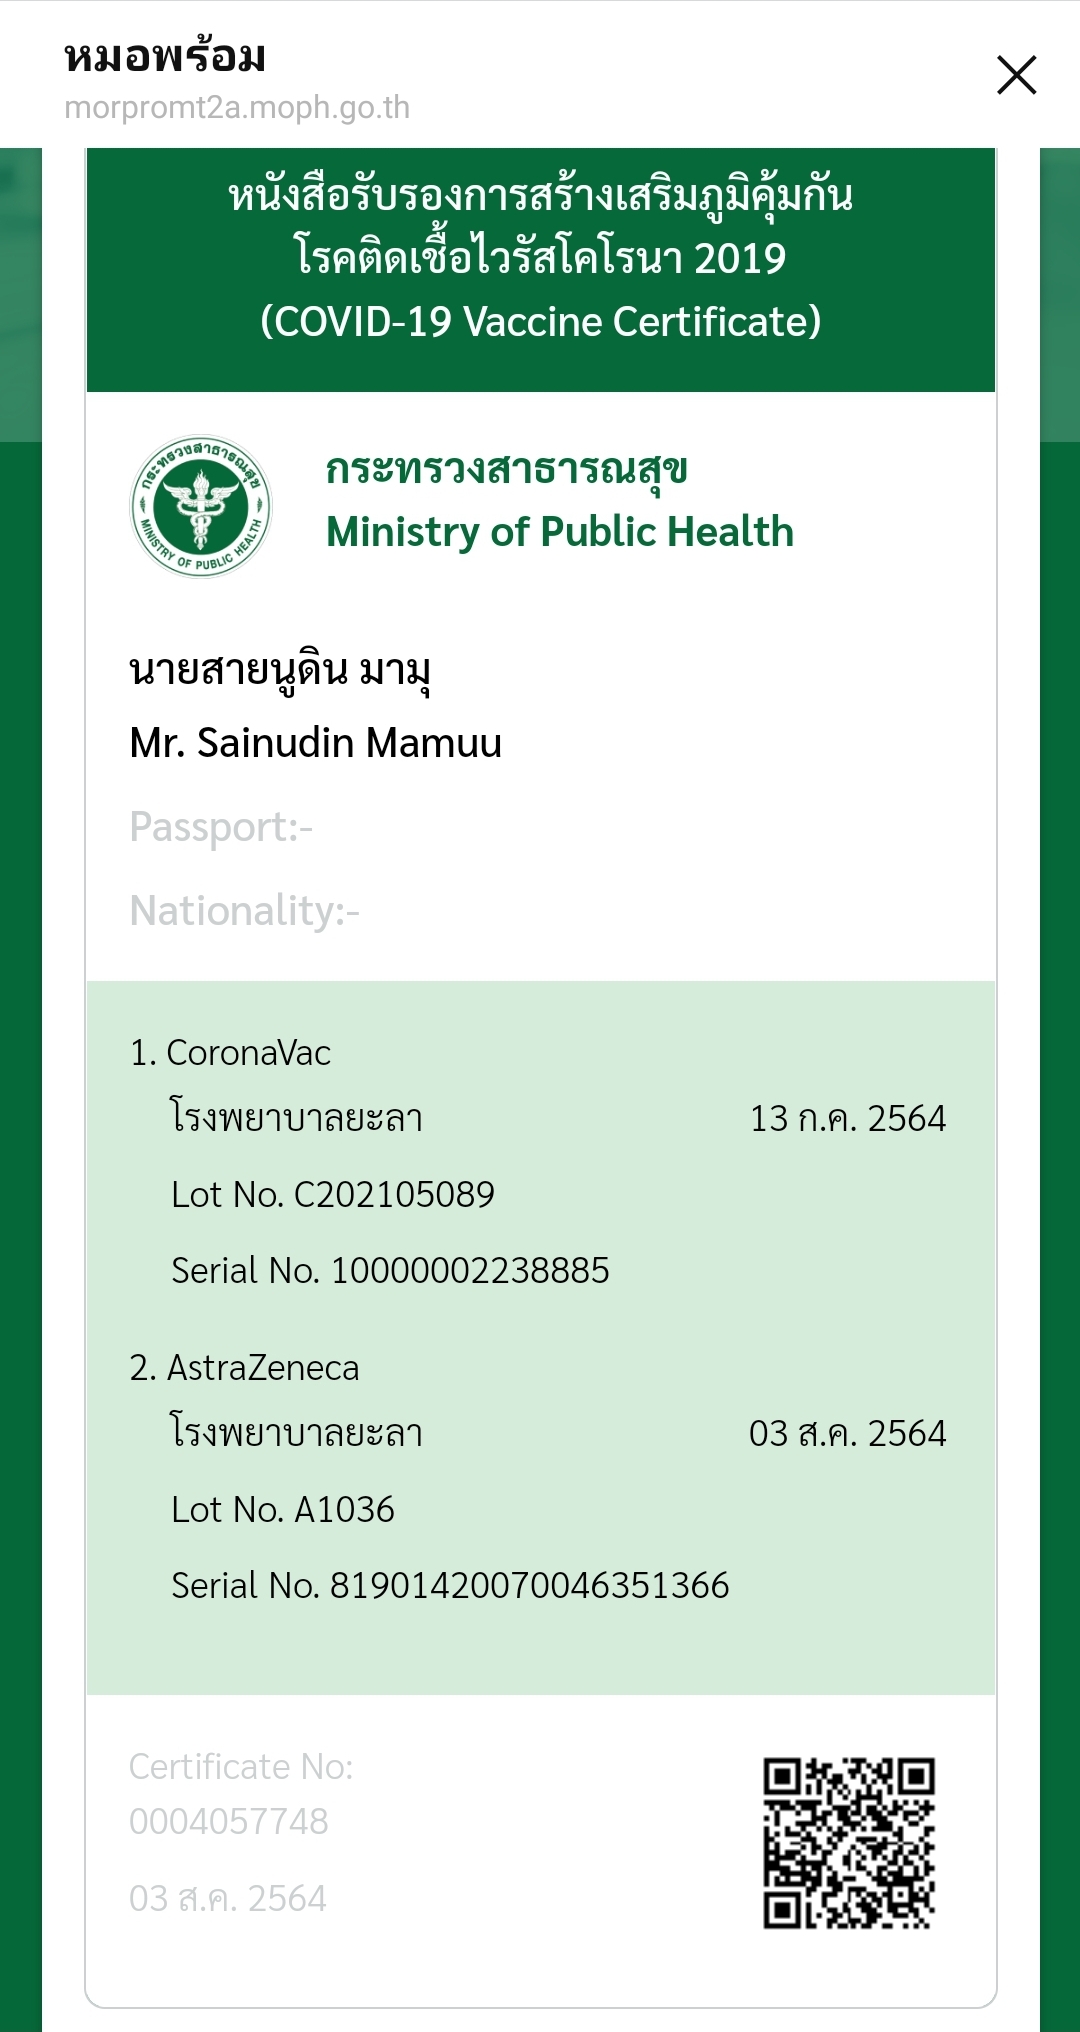 หมอพร้อม
morpromt2a.moph.go.th
หนังสือรับรองการสร้างเสริมภูมิคุ้มกัน
โรคติดเชื้อไวรัสโคโรนา 2019
(COVID-19 Vaccine Certificate)
กระทรวงสาธารณสุข
MINISTRY OF PUBLIC HEALTH
กระทรวงสาธารณสุข
Ministry of Public Health
นายสายนูดิน มามุ
Mr. Sainudin Mamuu
Passport:-
Nationality:-
1. CoronaVac
โรงพยาบาลยะลา 13 ก.ค. 2564
Lot No. C202105089
Serial No. 10000002238885
2. AstraZeneca
โรงพยาบาลยะลา 03 ส.ค. 2564
Lot No. A1036
Serial No. 81901420070046351366
Certificate No:
0004057748
03 ส.ค. 2564